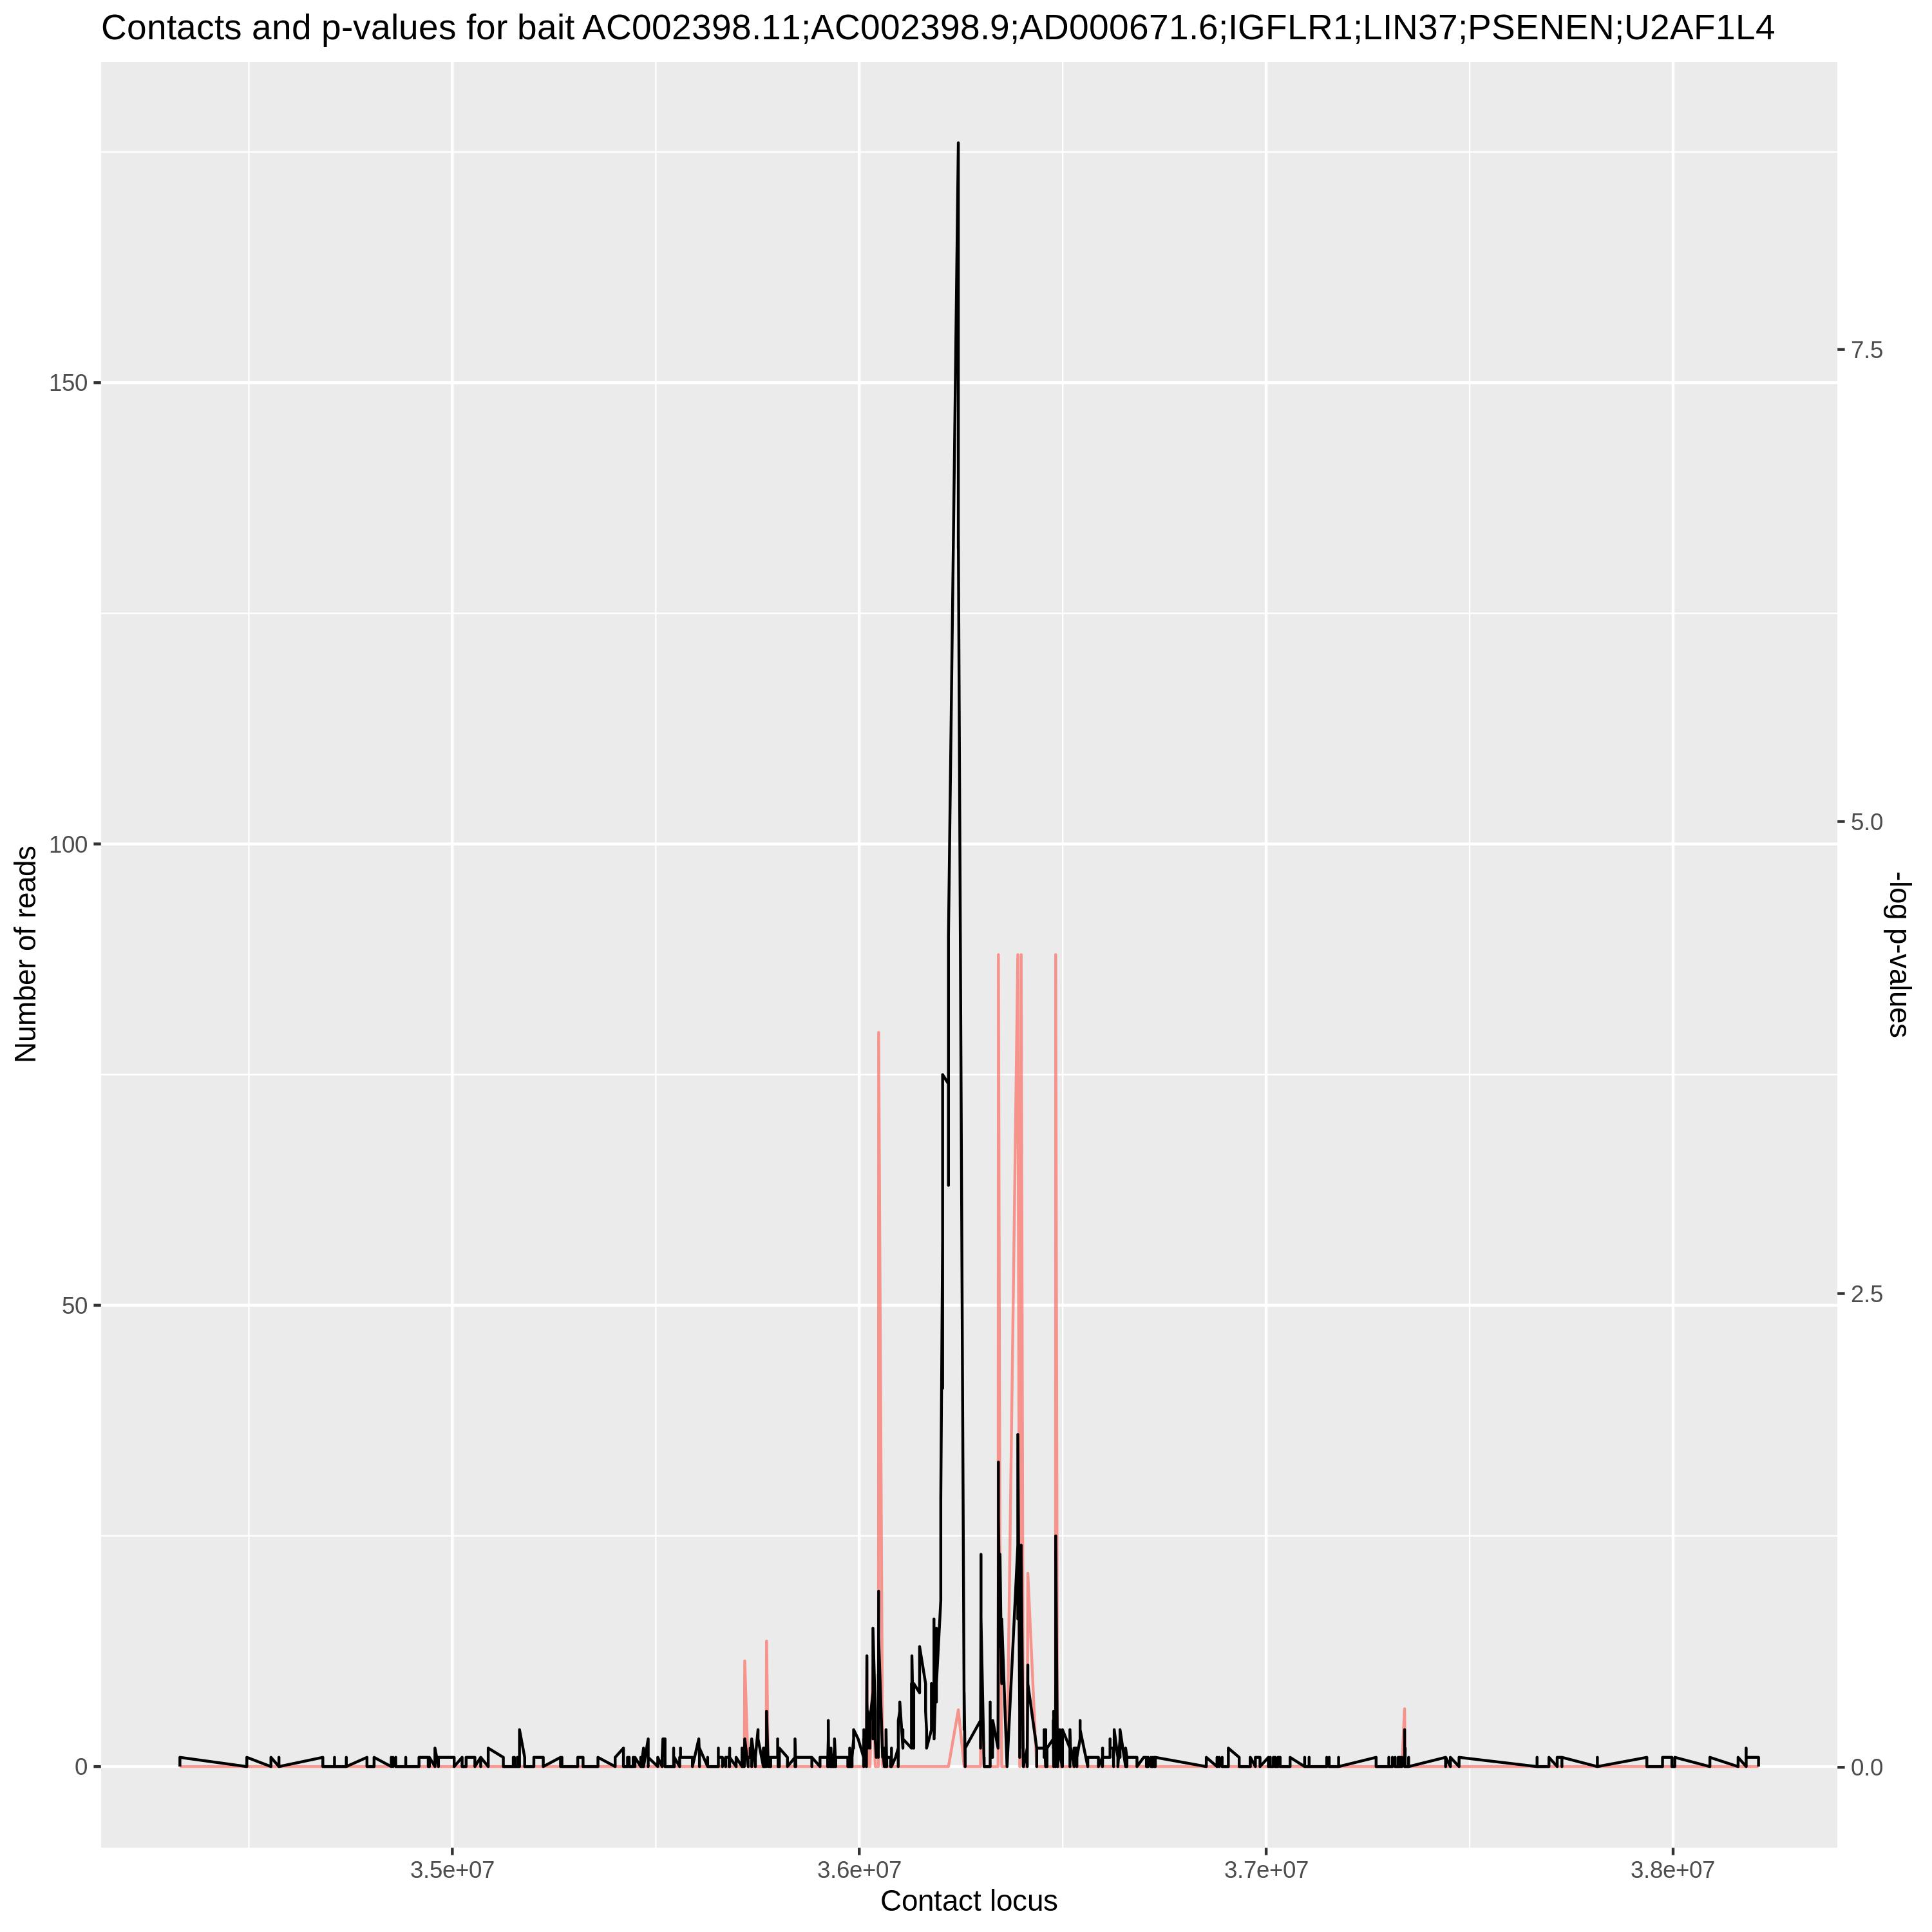 Contacts and p-values for bait AC002398.11;AC002398.9;AD000671.6;IGFLR1;LIN37;PSENEN;U2AF1L4
150
100
50
0
Number of reads
7.5
5.0
2.5
0.0
-log p-values
3.5e+07
3.6e+07
3.7e+07
3.8e+07
Contact locus